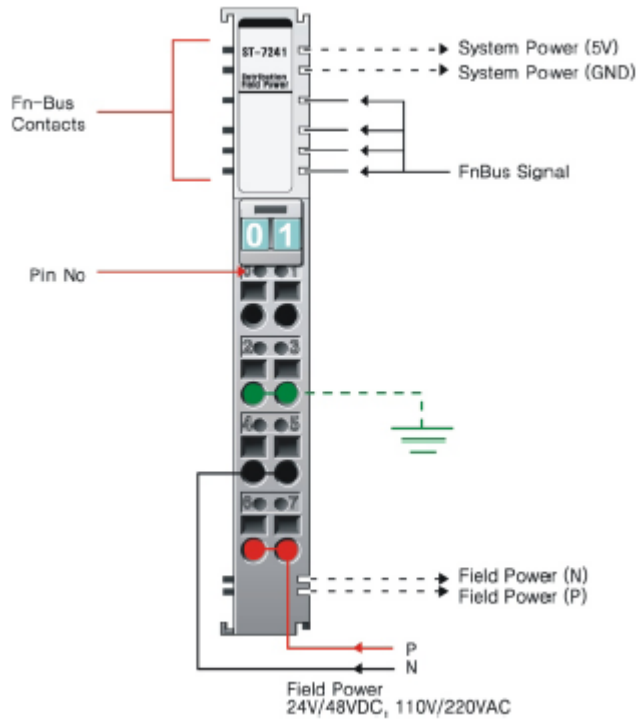 ST-7241
Distribution
Field Power
System Power (5V)
System Power (GND)
Fn-Bus
Contacts
FnBus Signal
01
Pin No
0 1
2 3
4 5
6 7
Field Power (N)
Field Power (P)
P
N
Field Power
24V/48VDC, 110V/220VAC